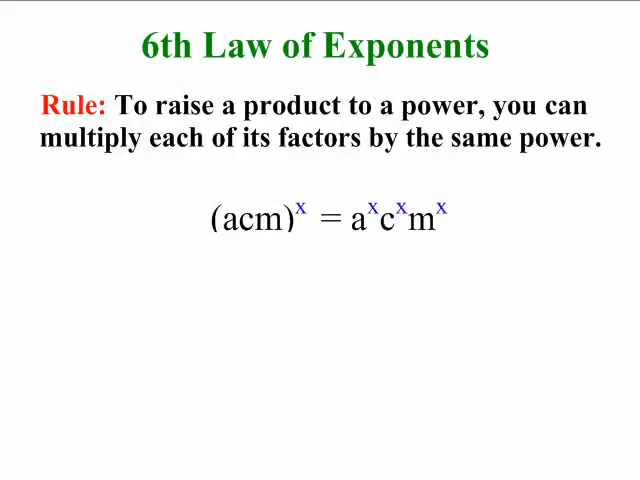 6th Law of Exponents
Rule: To raise a product to a power, you can
multiply each of its factors by the same power.
(acm)ˣ = aˣcˣmˣ